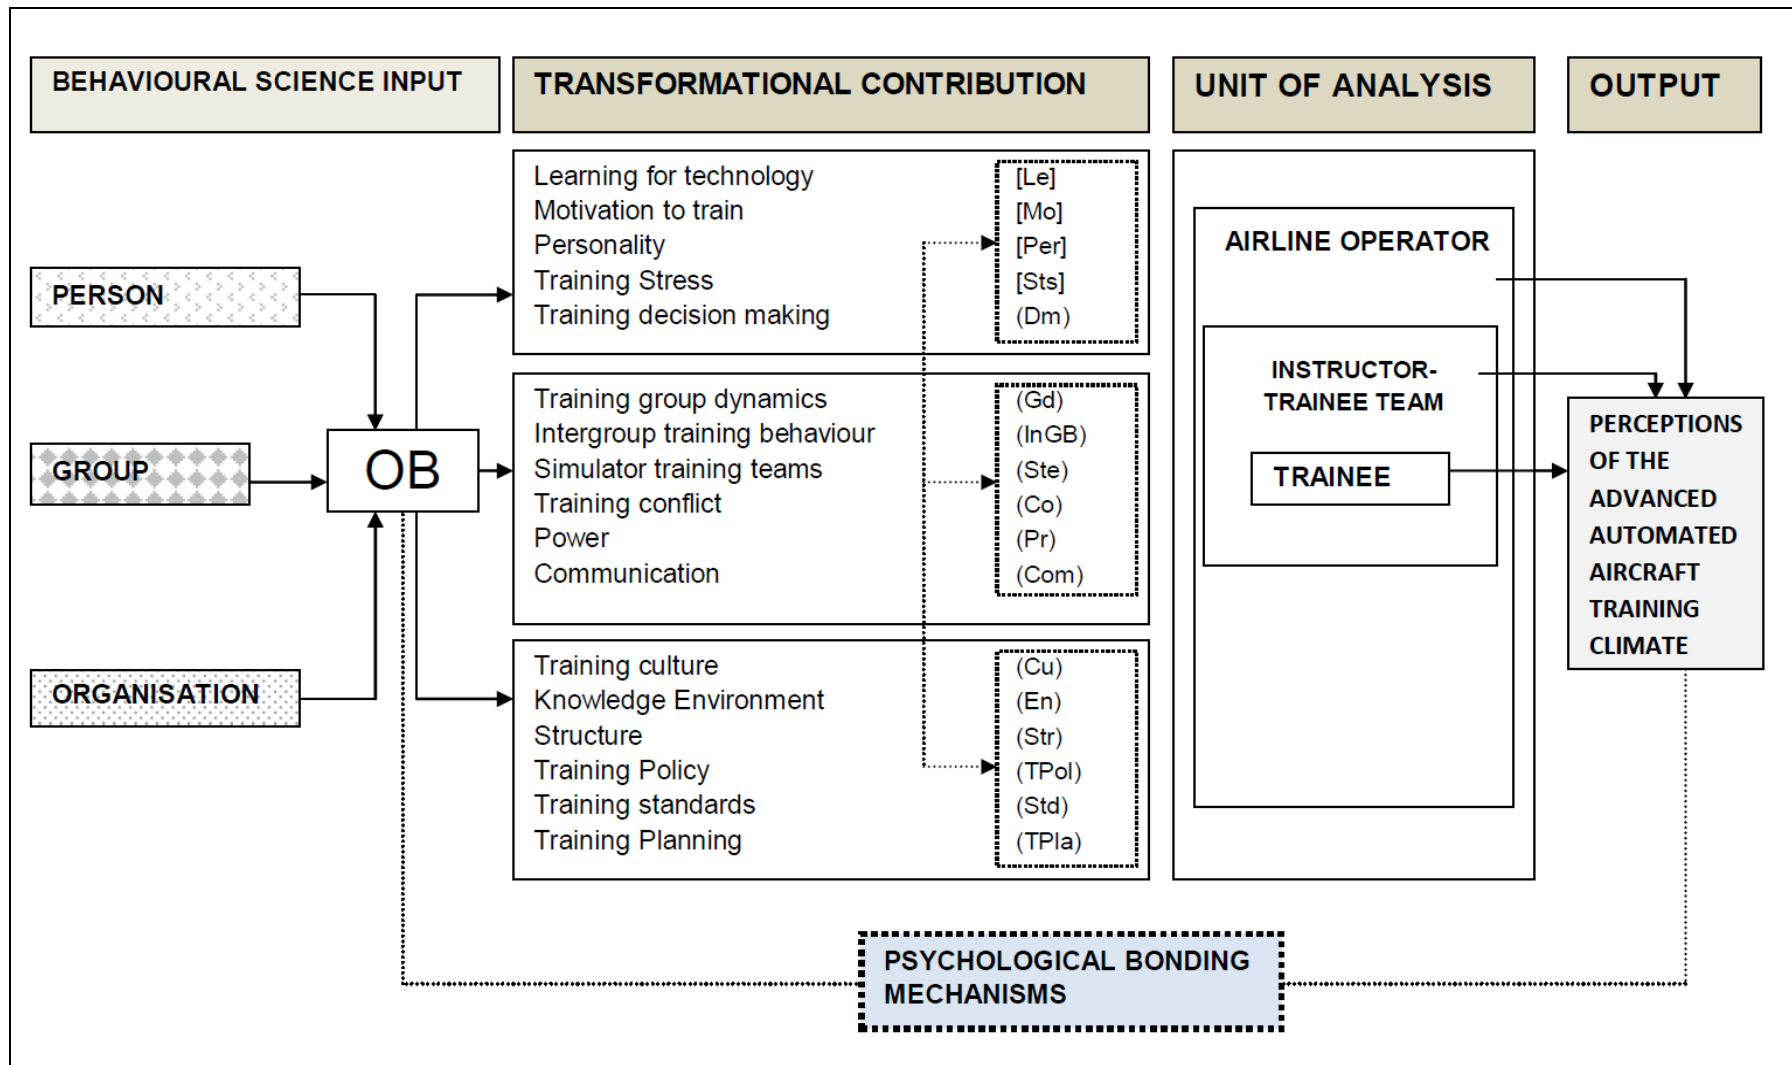 BEHAVIOURAL SCIENCE INPUT
TRANSFORMATIONAL CONTRIBUTION
UNIT OF ANALYSIS
OUTPUT
PERSON
GROUP
ORGANISATION
OB
Learning for technology [Le]
Motivation to train [Mo]
Personality [Per]
Training Stress [Sts]
Training decision making (Dm)
Training group dynamics (Gd)
Intergroup training behaviour (InGB)
Simulator training teams (Ste)
Training conflict (Co)
Power (Pr)
Communication (Com)
Training culture (Cu)
Knowledge Environment (En)
Structure (Str)
Training Policy (TPol)
Training standards (Std)
Training Planning (TPla)
AIRLINE OPERATOR
INSTRUCTOR-
TRAINEE TEAM
TRAINEE
PERCEPTIONS
OF THE
ADVANCED
AUTOMATED
AIRCRAFT
TRAINING
CLIMATE
PSYCHOLOGICAL BONDING
MECHANISMS